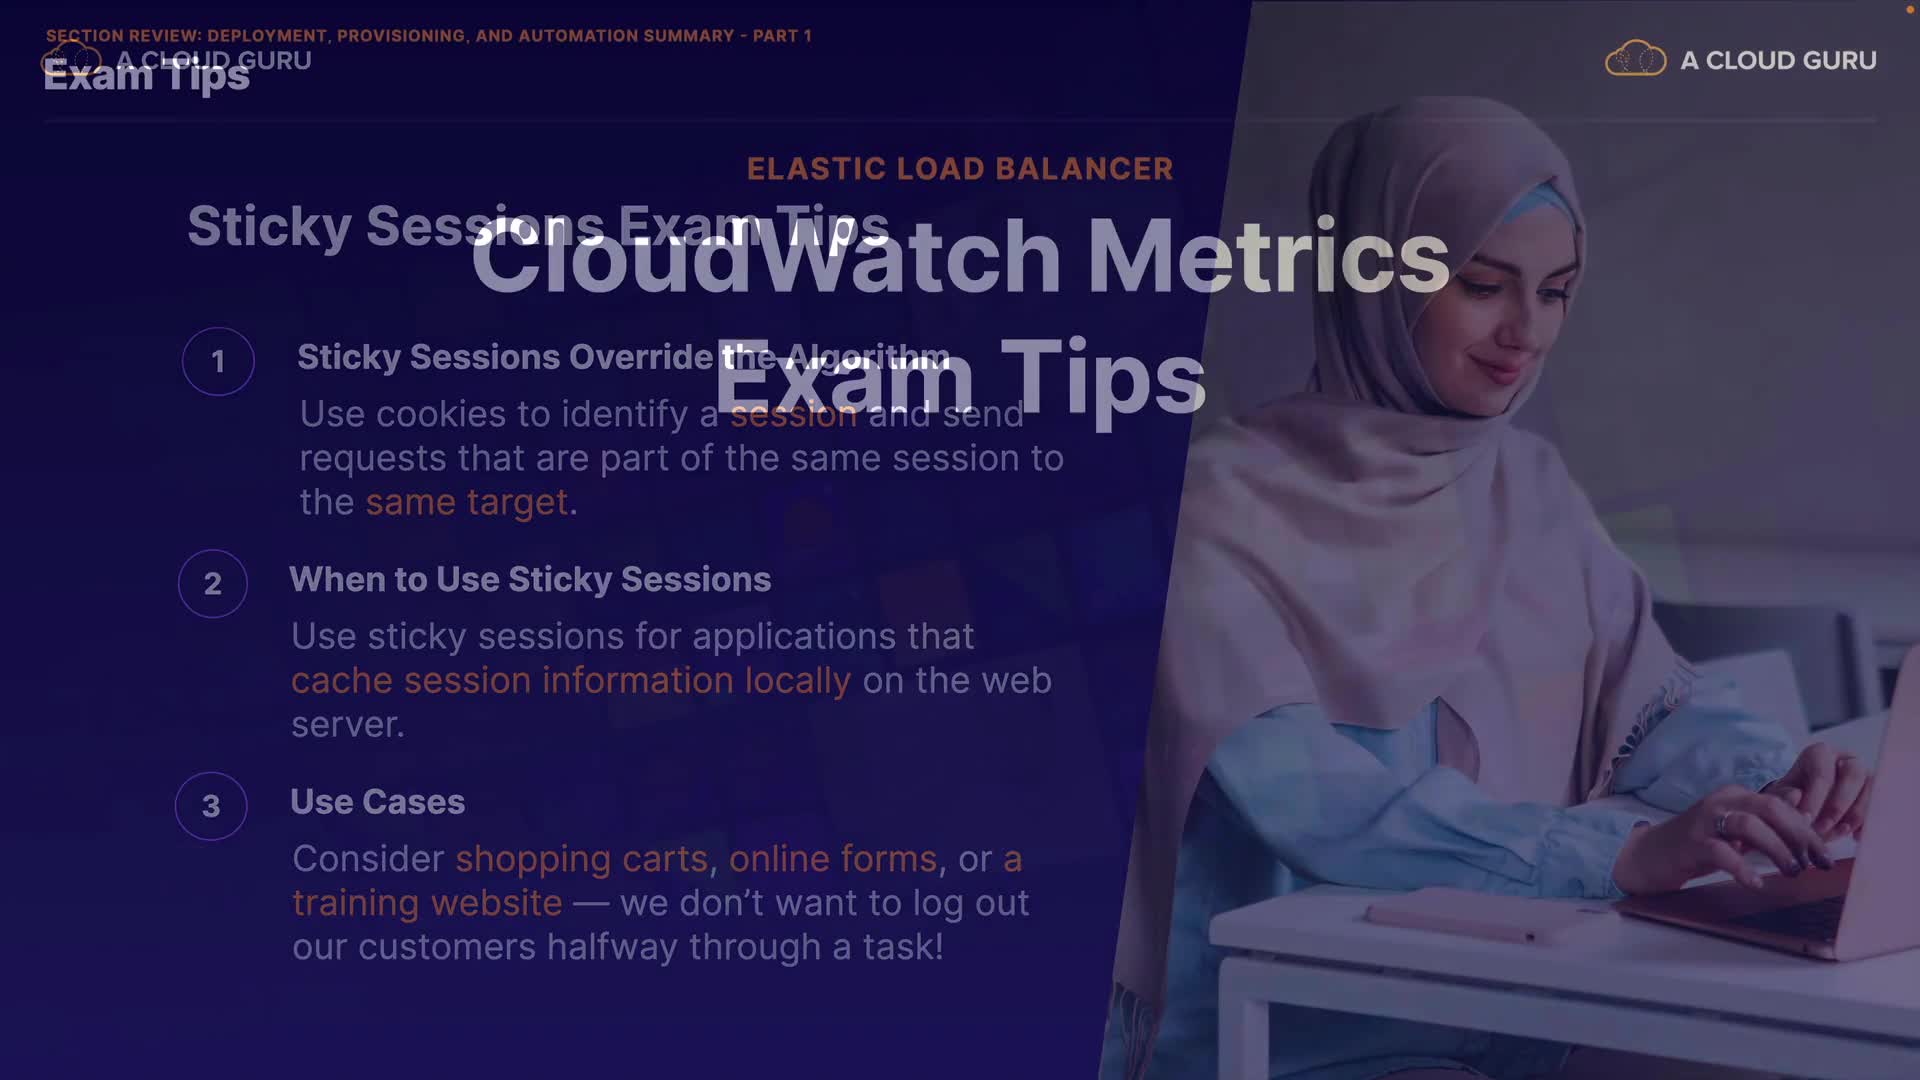 SECTION REVIEW: DEPLOYMENT, PROVISIONING, AND AUTOMATION SUMMARY - PART 1
A CLOUD GURU
Exam Tips
A CLOUD GURU
ELASTIC LOAD BALANCER
Sticky Sessions Exam Tips
CloudWatch Metrics
Exam Tips
1
Sticky Sessions Override the Algorithm
Use cookies to identify a session and send
requests that are part of the same session to
the same target.
2
When to Use Sticky Sessions
Use sticky sessions for applications that
cache session information locally on the web
server.
3
Use Cases
Consider shopping carts, online forms, or a
training website — we don’t want to log out
our customers halfway through a task!